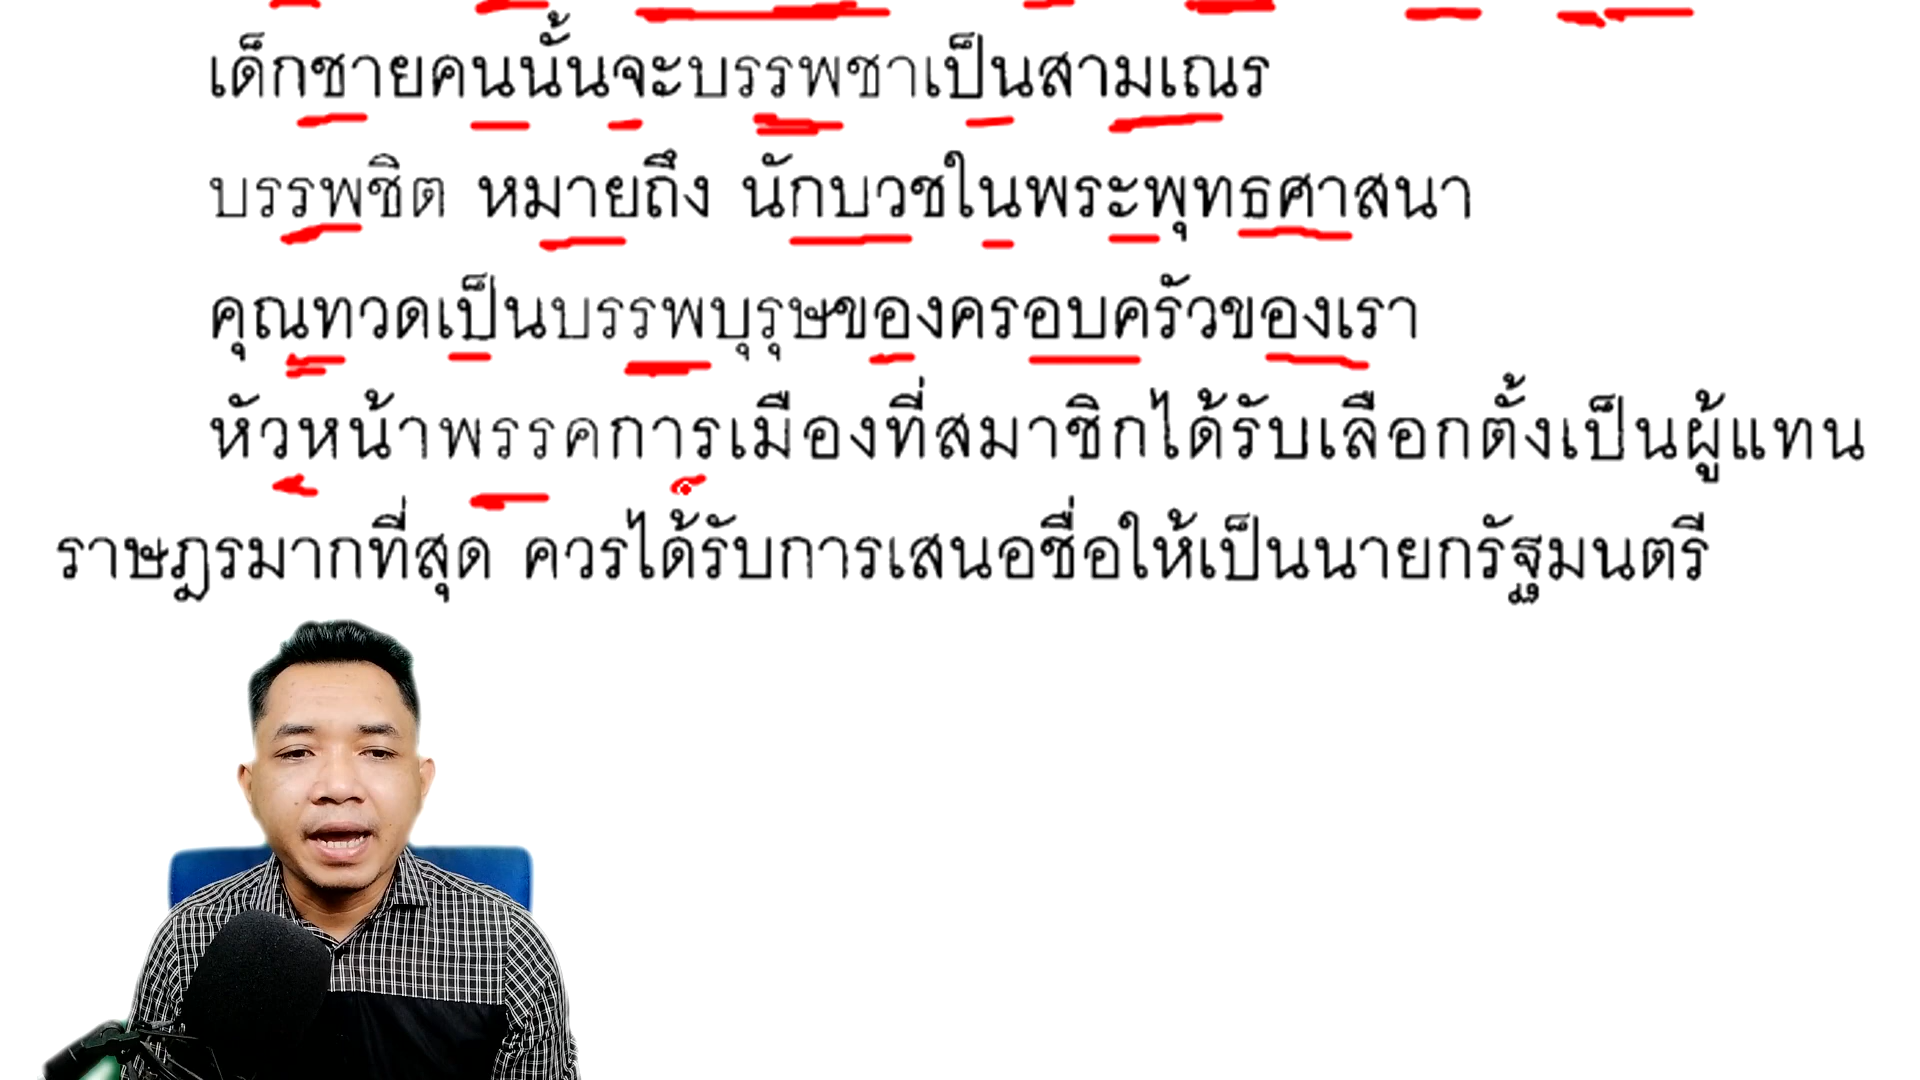 เด็กชายคนนั้นจะบรรพชาเป็นสามเณร
บรรพชิต หมายถึง นักบวชในพระพุทธศาสนา
คุณทวดเป็นบรรพบุรุษของครอบครัวของเรา
หัวหน้าพรรคการเมืองที่สมาชิกได้รับเลือกตั้งเป็นผู้แทน
ราษฎรมากที่สุด ควรได้รับการเสนอชื่อให้เป็นนายกรัฐมนตรี